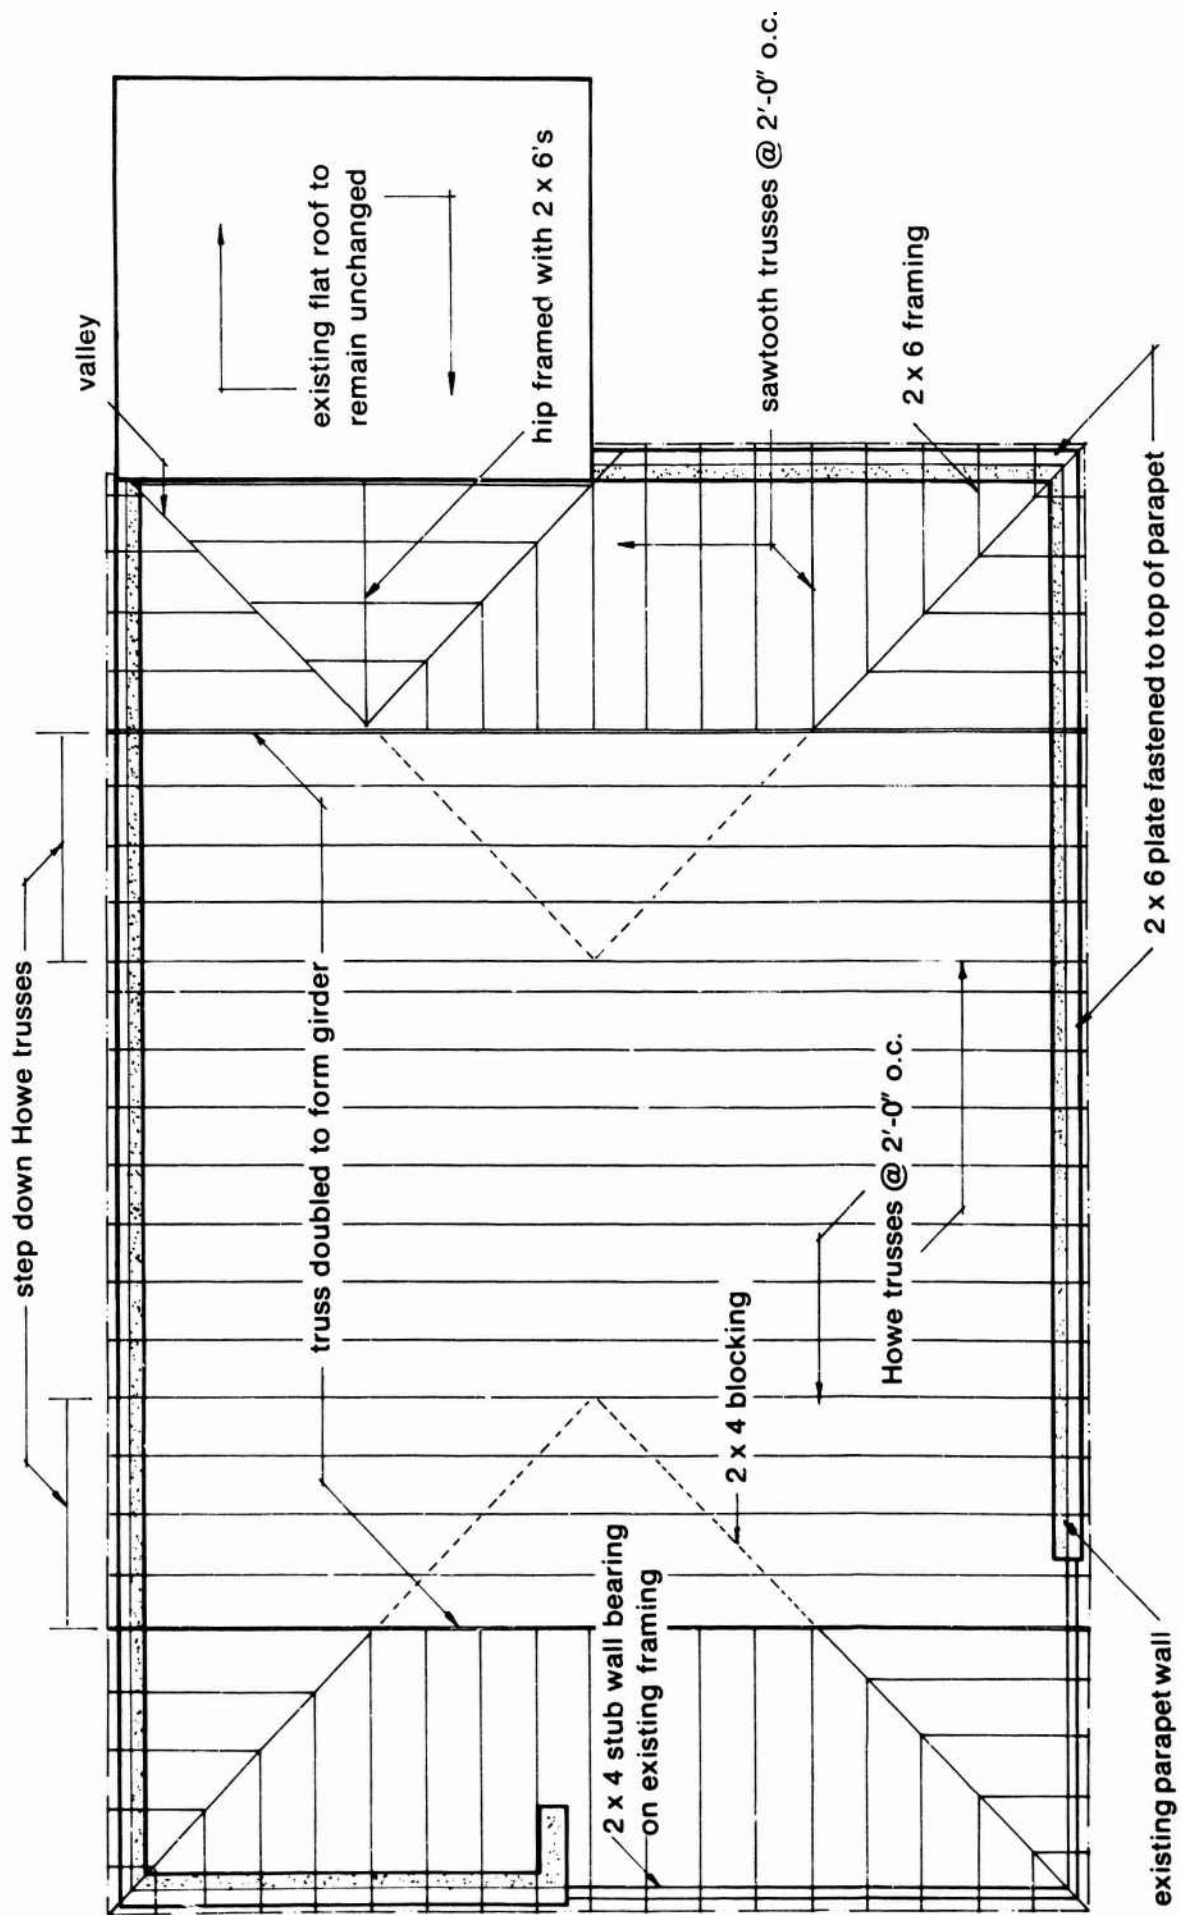 step down Howe trusses
valley
existing flat roof to
remain unchanged
hip framed with 2 x 6's
sawtooth trusses @ 2'-0" o.c.
2 x 6 framing
truss doubled to form girder
Howe trusses @ 2'-0" o.c.
2 x 4 blocking
2 x 4 stub wall bearing
on existing framing
2 x 6 plate fastened to top of parapet
existing parapet wall